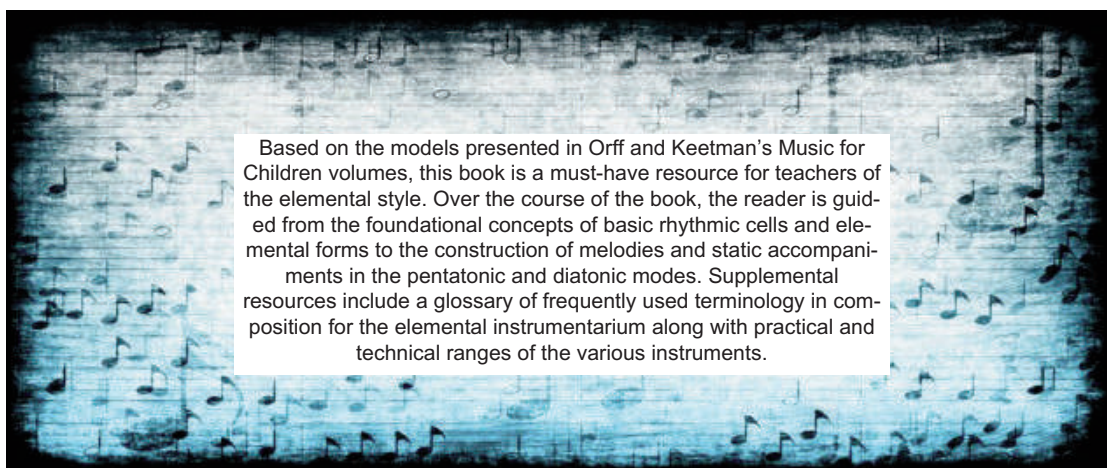 Based on the models presented in Orff and Keetman’s Music for
Children volumes, this book is a must-have resource for teachers of
the elemental style. Over the course of the book, the reader is guid-
ed from the foundational concepts of basic rhythmic cells and ele-
mental forms to the construction of melodies and static accompani-
ments in the pentatonic and diatonic modes. Supplemental
resources include a glossary of frequently used terminology in com-
position for the elemental instrumentarium along with practical and
technical ranges of the various instruments.